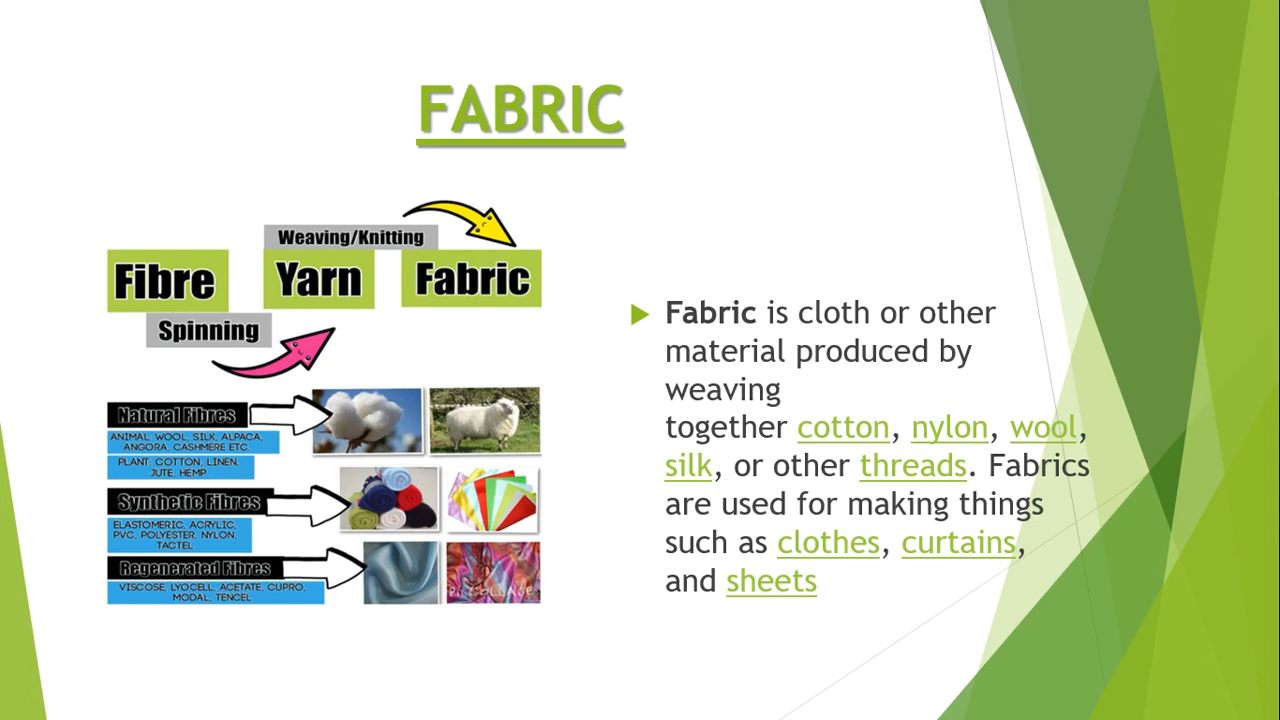 FABRIC
Weaving/Knitting
Fibre Yarn Fabric
Spinning
Natural Fibres
ANIMAL, WOOL, SILK, ALPACA,
ANGORA, CASHMERE ETC.
PLANT, COTTON, LINEN,
JUTE, HEMP
Synthetic Fibres
ELASTOMERIC, ACRYLIC,
PVC, POLYESTER, NYLON,
TACTEL
Regenerated Fibres
VISCOSE, LYOCELL, ACETATE, CUPRO,
MODAL, TENCEL
COLLAGE
Fabric is cloth or other
material produced by
weaving
together cotton, nylon, wool,
silk, or other threads. Fabrics
are used for making things
such as clothes, curtains,
and sheets